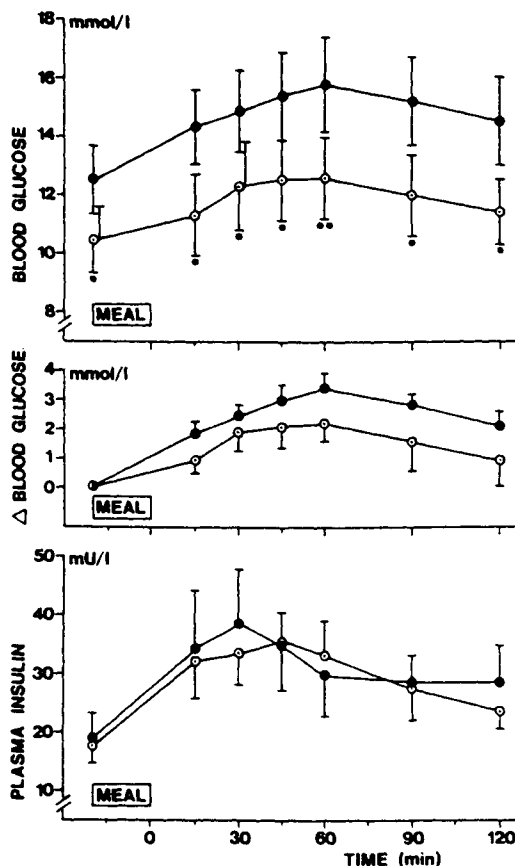 mmol/l
18
16
14
12
10
8
BLOOD GLUCOSE
MEAL
mmol/l
4
3
2
1
0
△ BLOOD GLUCOSE
MEAL
mU/l
50
40
30
20
10
PLASMA INSULIN
MEAL
0 30 60 90 120
TIME (min)